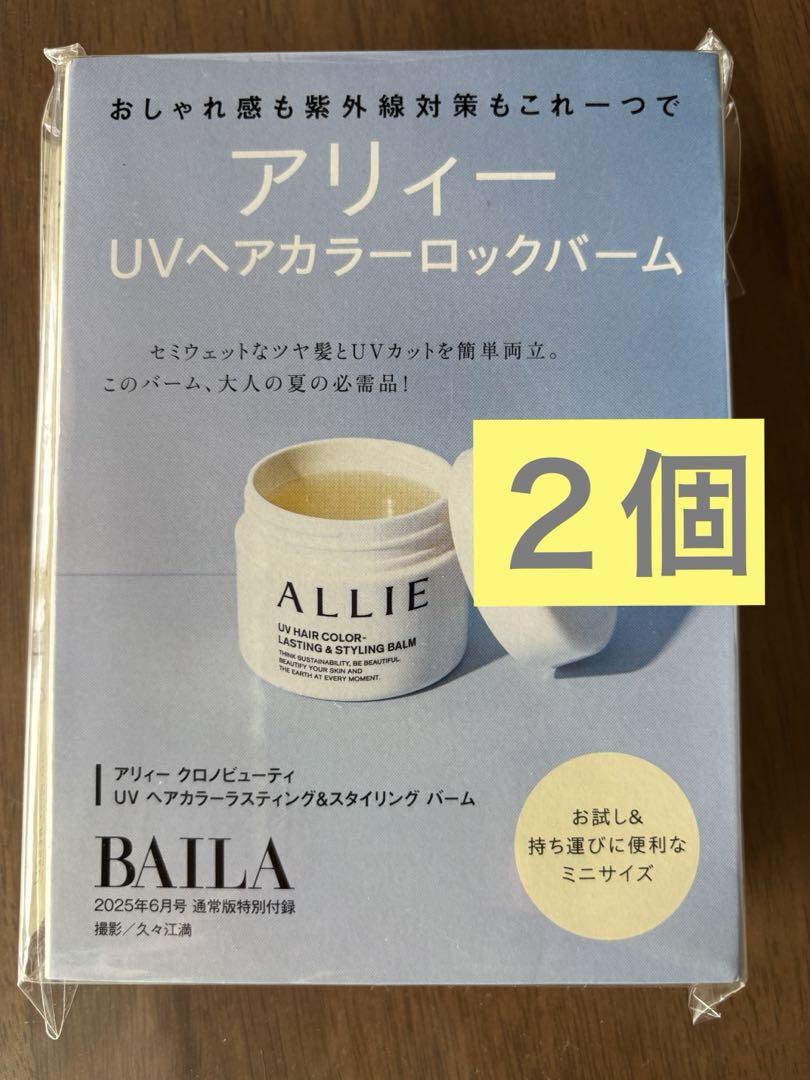 おしゃれ感も紫外線対策もこれ一つで
アリィー
UVヘアカラーロックバーム
セミウェットなツヤ髪とUVカットを簡単両立。
このバーム、大人の夏の必需品！
2個
ALLIE
UV HAIR COLOR-
LASTING & STYLING BALM
THINK SUSTAINABILITY, BE BEAUTIFUL.
BEAUTIFY YOUR SKIN AND
THE EARTH AT EVERY MOMENT.
アリィー クロノビューティ
UV ヘアカラーラスティング&スタイリング バーム
お試し&
持ち運びに便利な
ミニサイズ
BAILA
2025年6月号 通常版特別付録
撮影／久々江満